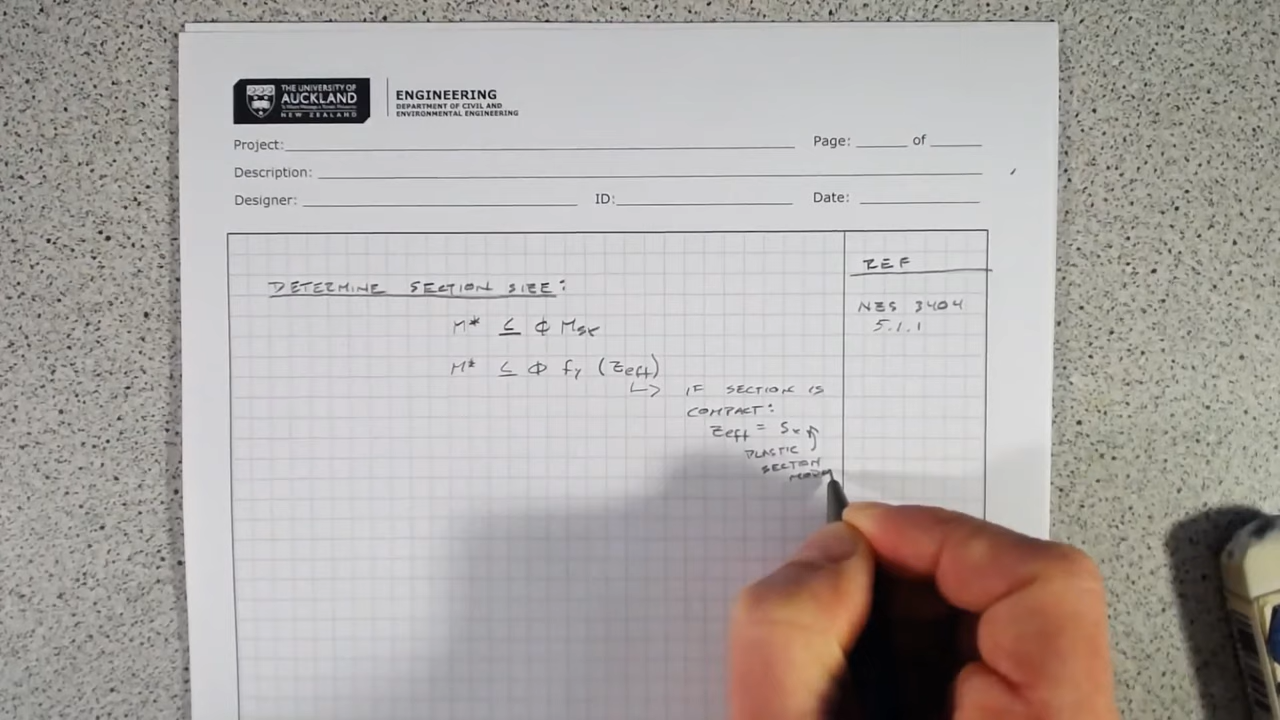 THE UNIVERSITY OF
AUCKLAND
NEW ZEALAND
ENGINEERING
DEPARTMENT OF CIVIL AND
ENVIRONMENTAL ENGINEERING
Project:
Page: of
Description:
Designer: ID: Date:
REF
DETERMINE SECTION SIZE:
NZS 3404
5.1.1
M* ≤ ϕ Msx
M* ≤ ϕ fy (Zeff)
↳ IF SECTION IS
COMPACT:
Zeff = Sx
PLASTIC
SECTION